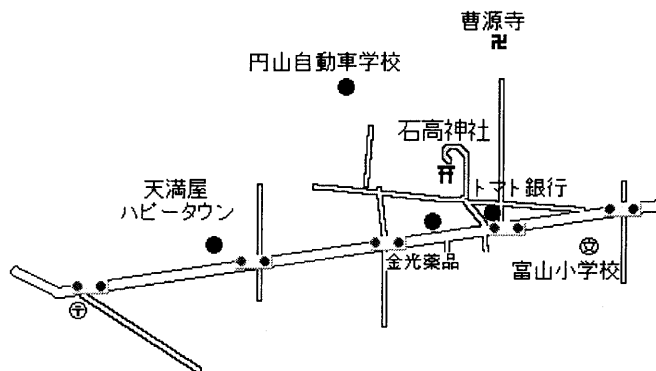 曹源寺
円山自動車学校
石高神社
トマト銀行
天満屋
ハピータウン
金光薬品
富山小学校